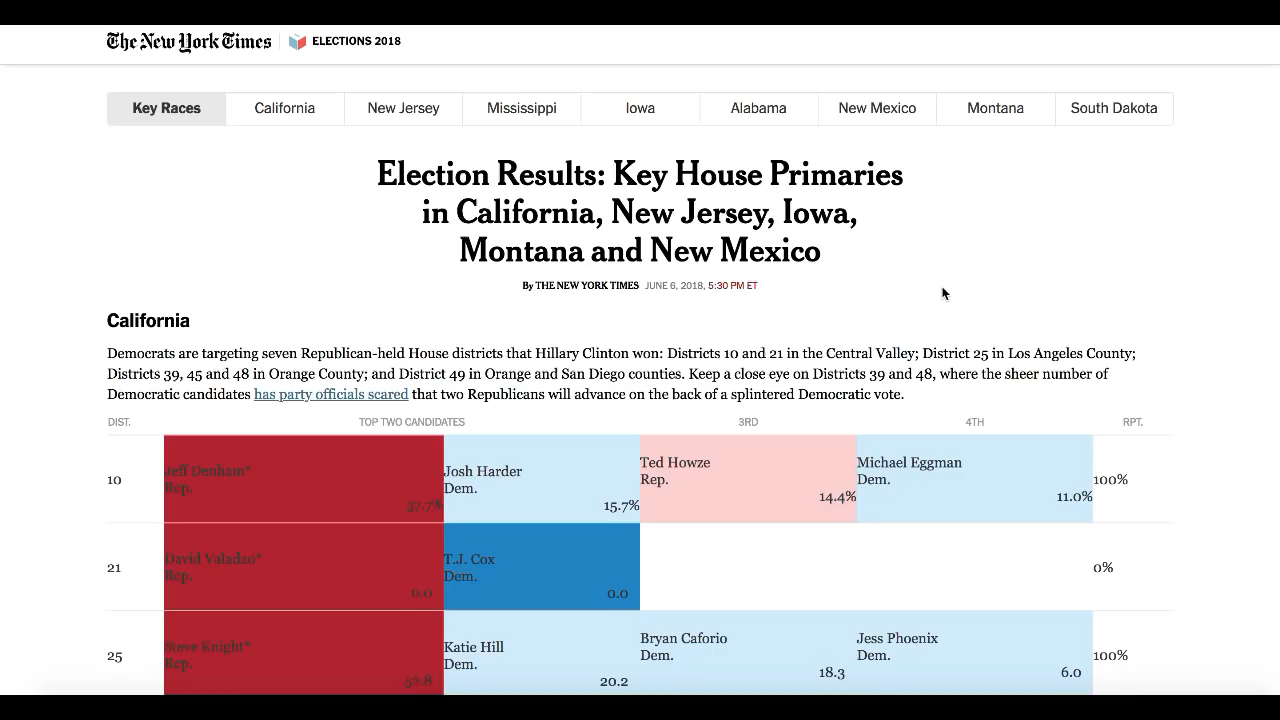 The New York Times ELECTIONS 2018
Key Races California New Jersey Mississippi Iowa Alabama New Mexico Montana South Dakota
Election Results: Key House Primaries
in California, New Jersey, Iowa,
Montana and New Mexico
By THE NEW YORK TIMES JUNE 6, 2018, 5:30 PM ET
California
Democrats are targeting seven Republican-held House districts that Hillary Clinton won: Districts 10 and 21 in the Central Valley; District 25 in Los Angeles County;
Districts 39, 45 and 48 in Orange County; and District 49 in Orange and San Diego counties. Keep a close eye on Districts 39 and 48, where the sheer number of
Democratic candidates has party officials scared that two Republicans will advance on the back of a splintered Democratic vote.
DIST. TOP TWO CANDIDATES 3RD 4TH RPT.
10 Jeff Denham* Rep. 37.7% Josh Harder Dem. 15.7% Ted Howze Rep. 14.4% Michael Eggman Dem. 11.0% 100%
21 David Valadao* Rep. 0.0 T.J. Cox Dem. 0.0 0%
25 Steve Knight* Rep. 52.8 Katie Hill Dem. 20.2 Bryan Caforio Dem. 18.3 Jess Phoenix Dem. 6.0 100%